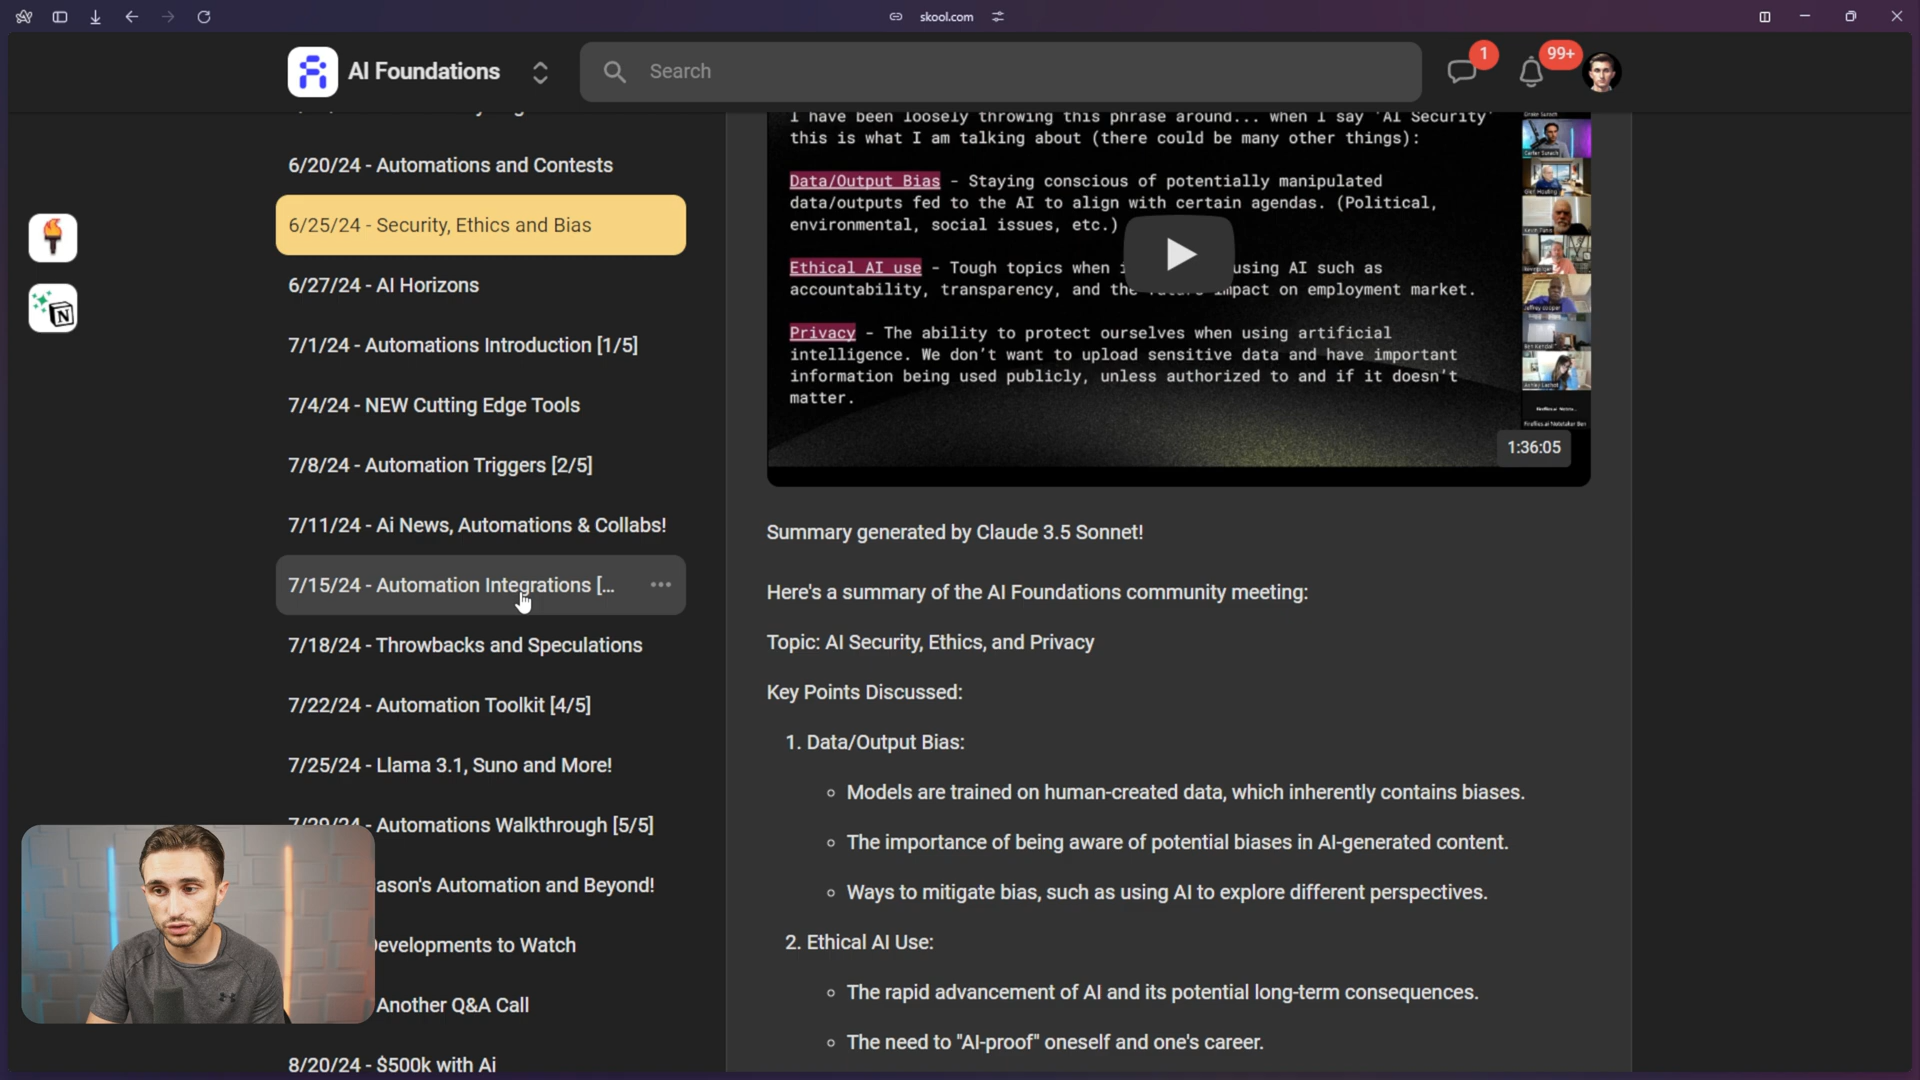 skool.com
AI Foundations
Search
1
99+
6/20/24 - Automations and Contests
6/25/24 - Security, Ethics and Bias
6/27/24 - AI Horizons
7/1/24 - Automations Introduction [1/5]
7/4/24 - NEW Cutting Edge Tools
7/8/24 - Automation Triggers [2/5]
7/11/24 - Ai News, Automations & Collabs!
7/15/24 - Automation Integrations [...
7/18/24 - Throwbacks and Speculations
7/22/24 - Automation Toolkit [4/5]
7/25/24 - Llama 3.1, Suno and More!
7/29/24 - Automations Walkthrough [5/5]
ason's Automation and Beyond!
Developments to Watch
Another Q&A Call
8/20/24 - $500k with Ai
I have been loosely throwing this phrase around... when I say 'AI Security'
this is what I am talking about (there could be many other things):
Data/Output Bias - Staying conscious of potentially manipulated
data/outputs fed to the AI to align with certain agendas. (Political,
environmental, social issues, etc.)
Ethical AI use - Tough topics when using AI such as
accountability, transparency, and the future impact on employment market.
Privacy - The ability to protect ourselves when using artificial
intelligence. We don't want to upload sensitive data and have important
information being used publicly, unless authorized to and if it doesn't
matter.
1:36:05
Summary generated by Claude 3.5 Sonnet!
Here's a summary of the AI Foundations community meeting:
Topic: AI Security, Ethics, and Privacy
Key Points Discussed:
1. Data/Output Bias:
Models are trained on human-created data, which inherently contains biases.
The importance of being aware of potential biases in AI-generated content.
Ways to mitigate bias, such as using AI to explore different perspectives.
2. Ethical AI Use:
The rapid advancement of AI and its potential long-term consequences.
The need to "AI-proof" oneself and one's career.